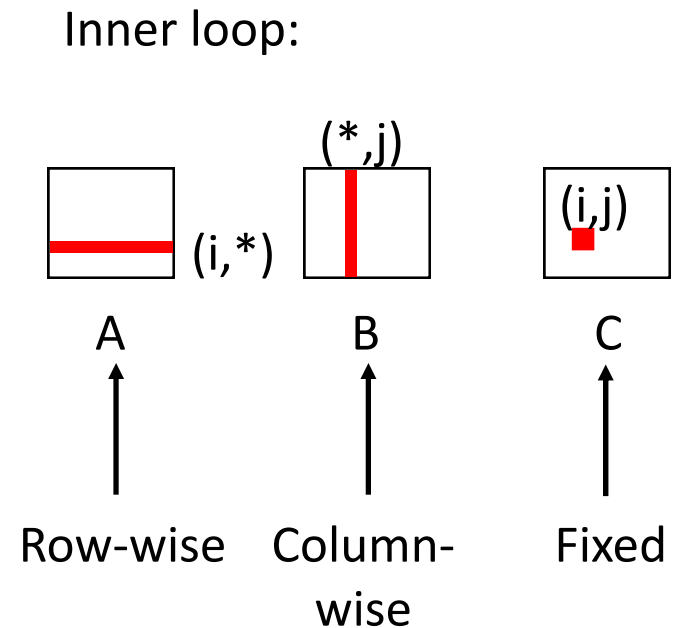 Inner loop:
(*,j)
(i,j)
(i,*)
A
B
C
Row-wise
Column-
wise
Fixed